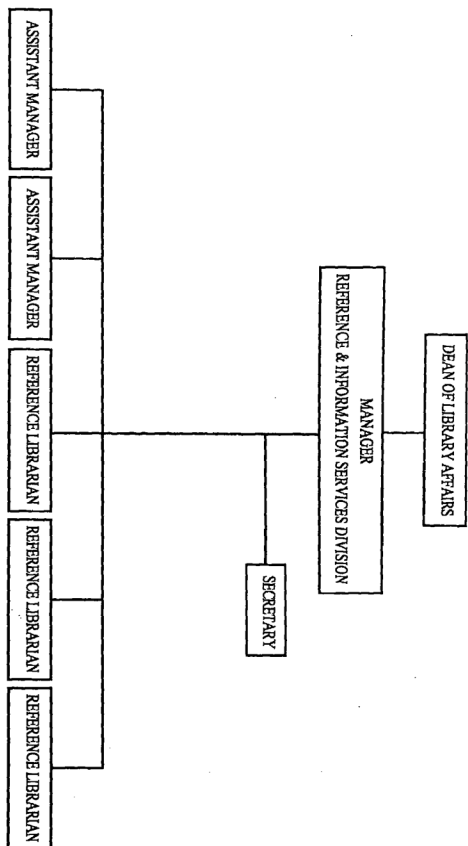 DEAN OF LIBRARY AFFAIRS
MANAGER
REFERENCE & INFORMATION SERVICES DIVISION
SECRETARY
ASSISTANT MANAGER
ASSISTANT MANAGER
REFERENCE LIBRARIAN
REFERENCE LIBRARIAN
REFERENCE LIBRARIAN